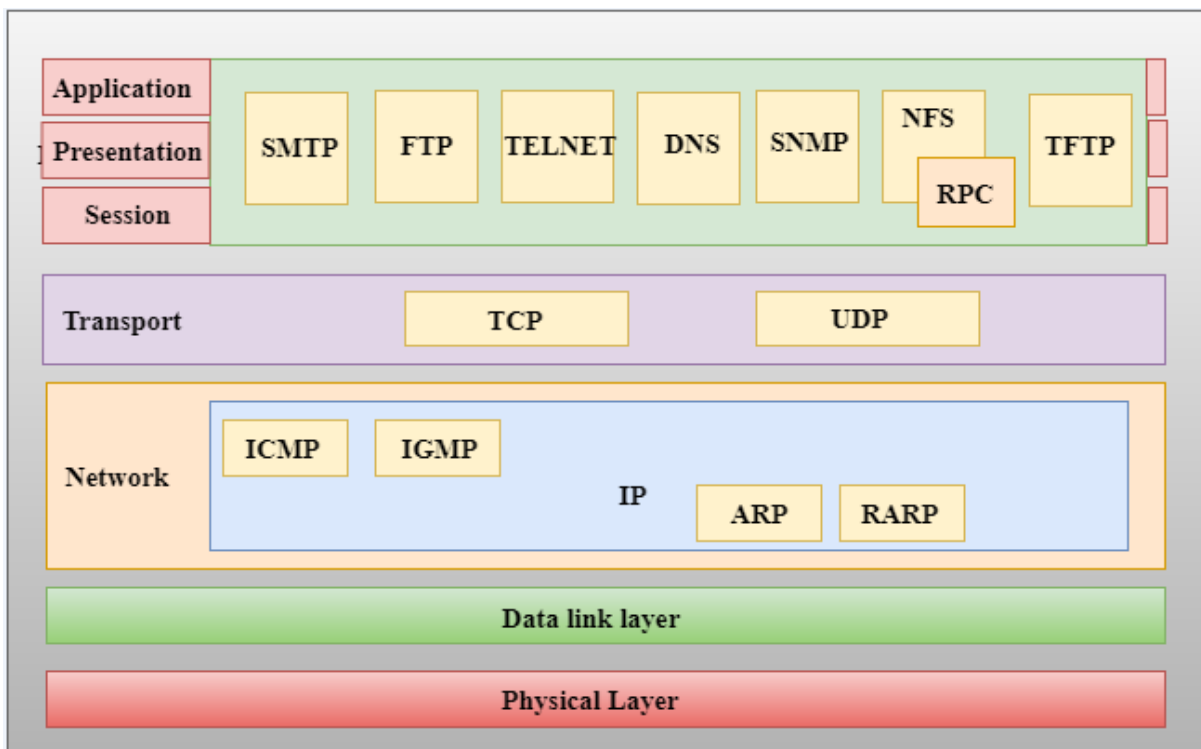 Application
Presentation
Session
SMTP
FTP
TELNET
DNS
SNMP
NFS
RPC
TFTP
Transport
TCP
UDP
Network
ICMP
IGMP
IP
ARP
RARP
Data link layer
Physical Layer